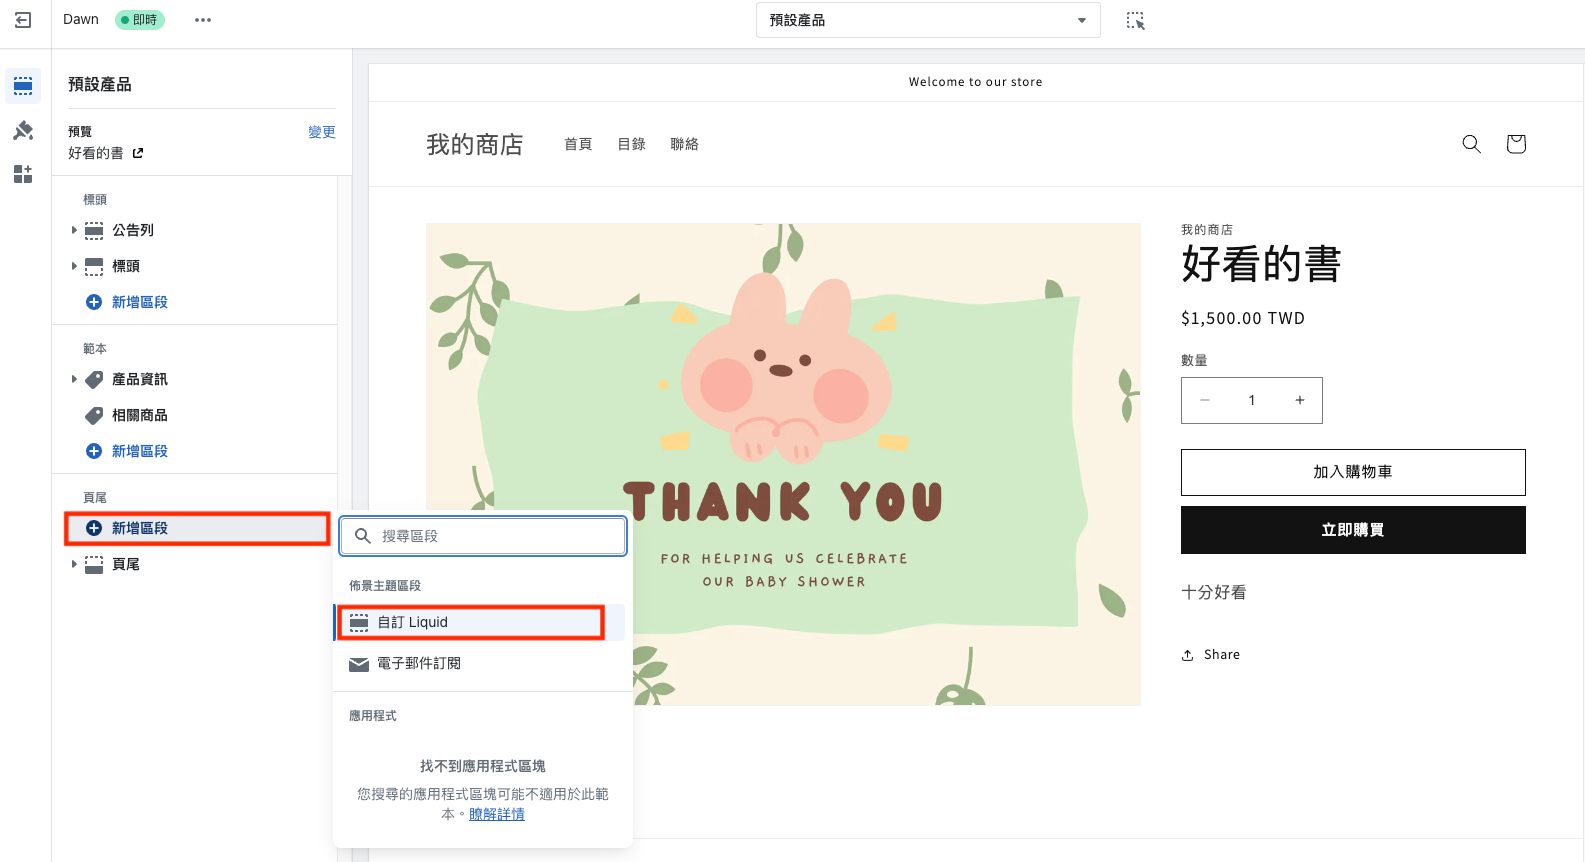 Dawn
即時
預設產品
預設產品
預覽
變更
好看的書
標頭
公告列
標頭
新增區段
範本
產品資訊
相關商品
新增區段
頁尾
新增區段
頁尾
搜尋區段
佈景主題區段
自訂 Liquid
電子郵件訂閱
應用程式
找不到應用程式區塊
您搜尋的應用程式區塊可能不適用於此範
本。瞭解詳情
Welcome to our store
我的商店
首頁
目錄
聯絡
THANK YOU
FOR HELPING US CELEBRATE
OUR BABY SHOWER
我的商店
好看的書
$1,500.00 TWD
數量
− 1 +
加入購物車
立即購買
十分好看
Share